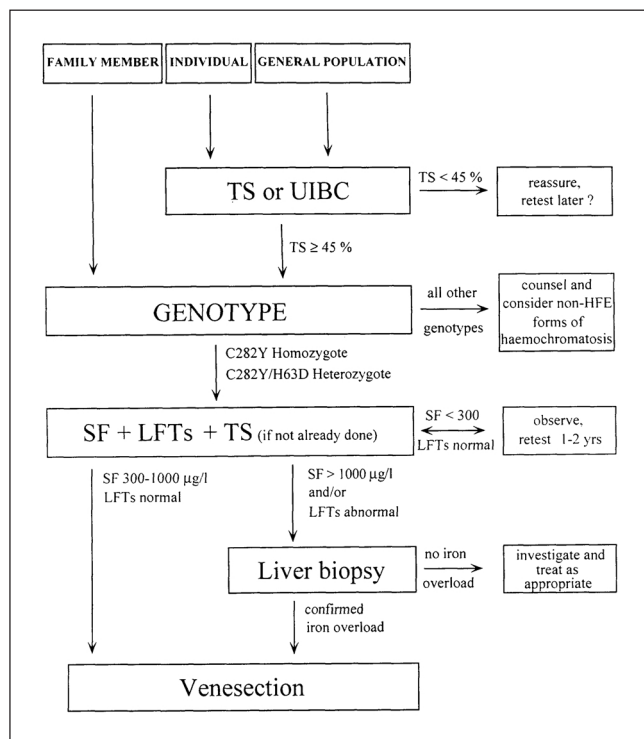 FAMILY MEMBER
INDIVIDUAL
GENERAL POPULATION
TS or UIBC
TS < 45 %
reassure,
retest later ?
TS ≥ 45 %
GENOTYPE
all other
genotypes
counsel and
consider non-HFE
forms of
haemochromatosis
C282Y Homozygote
C282Y/H63D Heterozygote
SF + LFTs + TS (if not already done)
SF < 300
LFTs normal
observe,
retest 1-2 yrs
SF 300-1000 µg/l
LFTs normal
SF > 1000 µg/l
and/or
LFTs abnormal
Liver biopsy
no iron
overload
investigate and
treat as
appropriate
confirmed
iron overload
Venesection